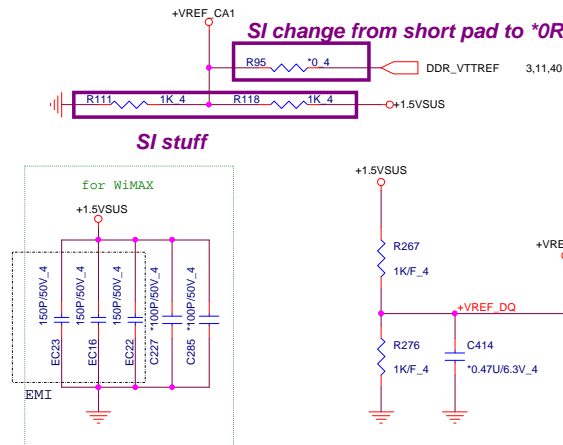 +VREF_CA1
SI change from short pad to *0R
R95 *0_4
DDR_VTTREF 3,11,40
R111 1K_4 R118 1K_4
+1.5VSUS
SI stuff
for WiMAX
+1.5VSUS
150P/50V_4
150P/50V_4
150P/50V_4
*100P/50V_4
*100P/50V_4
EC23
EC16
EC22
C227
C285
EMI
+1.5VSUS
R267
1K/F_4
+VREF_DQ
R276
1K/F_4
C414
*0.47U/6.3V_4
+VRE